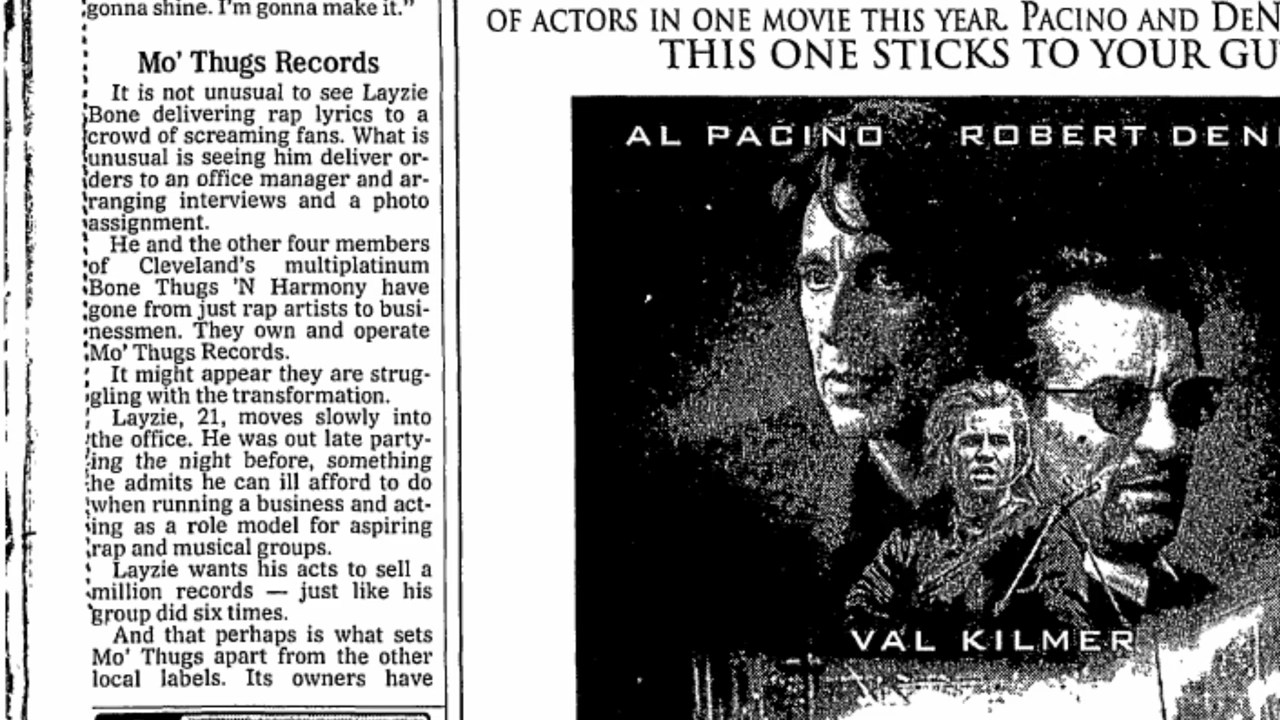 gonna shine. I'm gonna make it."
Mo' Thugs Records
It is not unusual to see Layzie
Bone delivering rap lyrics to a
crowd of screaming fans. What is
unusual is seeing him deliver or-
ders to an office manager and ar-
ranging interviews and a photo
assignment.
He and the other four members
of Cleveland's multiplatinum
Bone Thugs 'N Harmony have
gone from just rap artists to busi-
nessmen. They own and operate
Mo' Thugs Records.
It might appear they are strug-
gling with the transformation.
Layzie, 21, moves slowly into
the office. He was out late party-
ing the night before, something
he admits he can ill afford to do
when running a business and act-
ing as a role model for aspiring
rap and musical groups.
Layzie wants his acts to sell a
million records — just like his
group did six times.
And that perhaps is what sets
Mo' Thugs apart from the other
local labels. Its owners have
OF ACTORS IN ONE MOVIE THIS YEAR. PACINO AND DEN
THIS ONE STICKS TO YOUR GU
AL PACINO ROBERT DEN
VAL KILMER